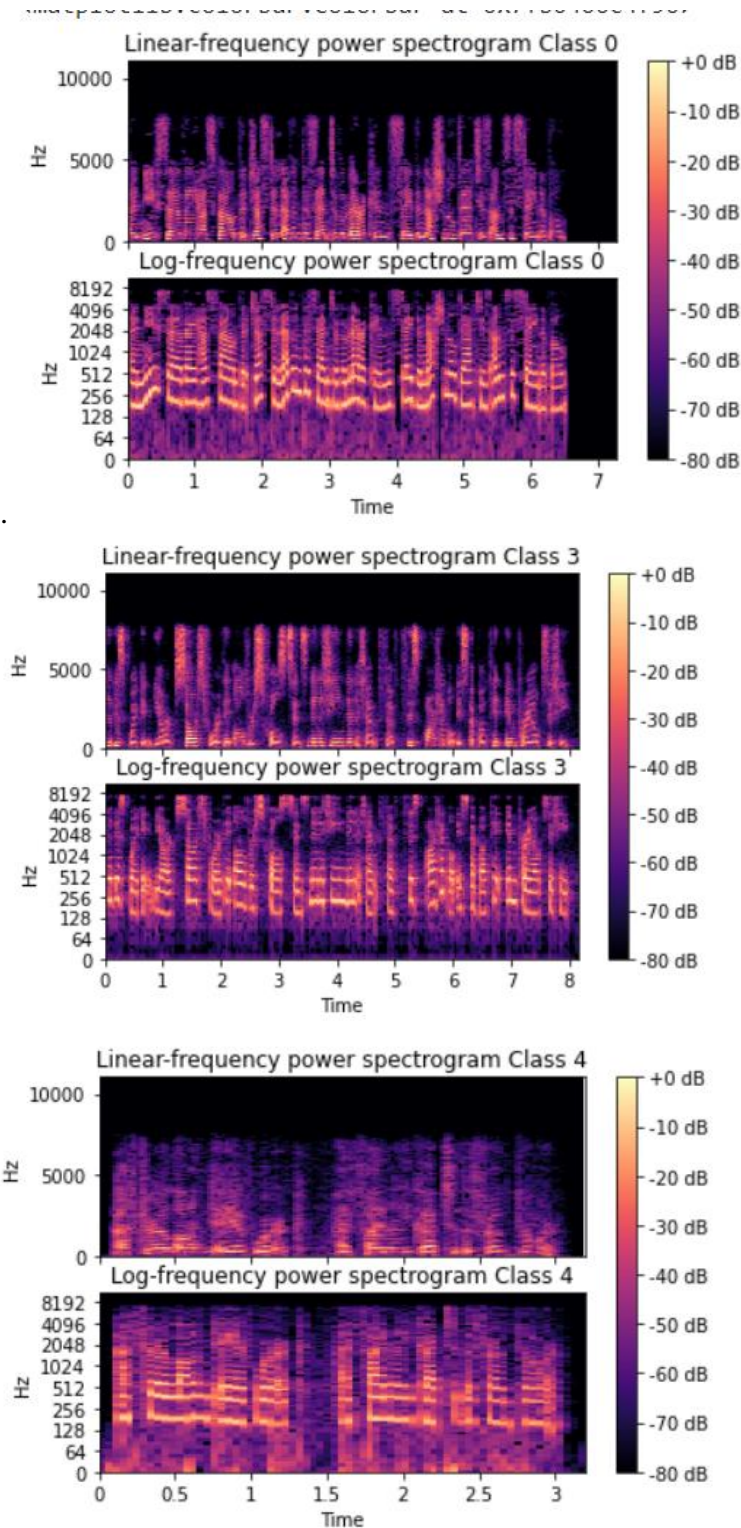 Linear-frequency power spectrogram Class 0
+0 dB
10000
-10 dB
-20 dB
Hz
5000
-30 dB
0
Log-frequency power spectrogram Class 0
-40 dB
8192
4096
-50 dB
2048
1024
Hz
512
-60 dB
256
128
-70 dB
64
0
-80 dB
0 1 2 3 4 5 6 7
Time
.
Linear-frequency power spectrogram Class 3
+0 dB
10000
-10 dB
-20 dB
Hz
5000
-30 dB
0
Log-frequency power spectrogram Class 3
-40 dB
8192
4096
-50 dB
2048
1024
Hz
512
-60 dB
256
128
-70 dB
64
0
-80 dB
0 1 2 3 4 5 6 7 8
Time
Linear-frequency power spectrogram Class 4
+0 dB
10000
-10 dB
-20 dB
Hz
5000
-30 dB
0
Log-frequency power spectrogram Class 4
-40 dB
8192
4096
-50 dB
2048
1024
Hz
512
-60 dB
256
128
-70 dB
64
0
-80 dB
0 0.5 1 1.5 2 2.5 3
Time